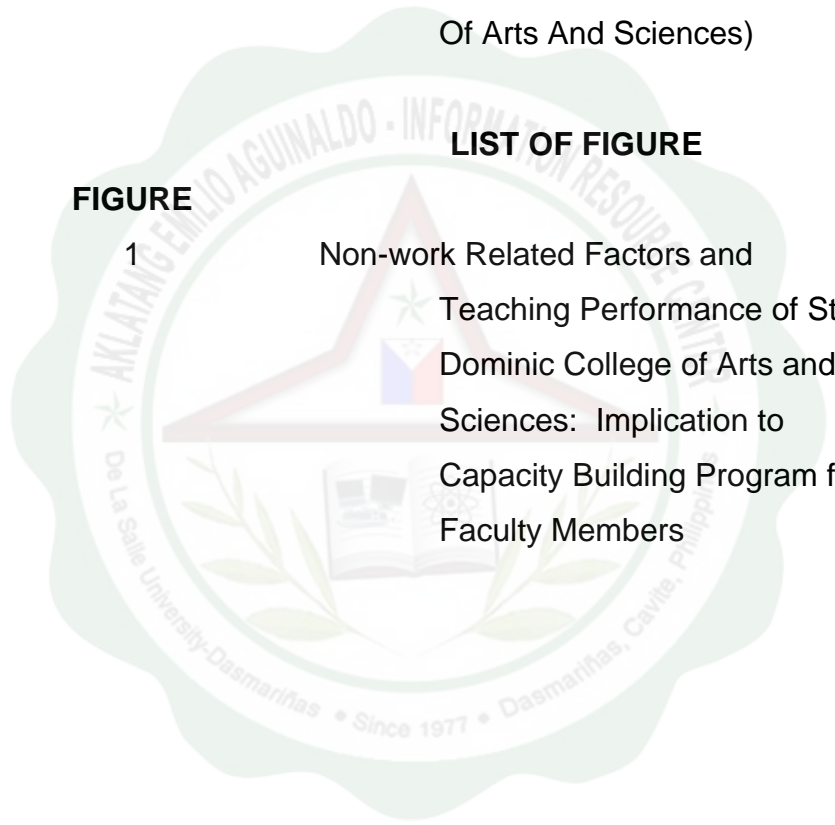 Of Arts And Sciences)
LIST OF FIGURE
FIGURE
1 Non-work Related Factors and
Teaching Performance of St
Dominic College of Arts and
Sciences: Implication to
Capacity Building Program f
Faculty Members
AKLATANG EMILIO AGUINALDO - INFORMATION RESOURCE CENTER
De La Salle University-Dasmariñas • Since 1977 • Dasmariñas, Cavite, Philippines